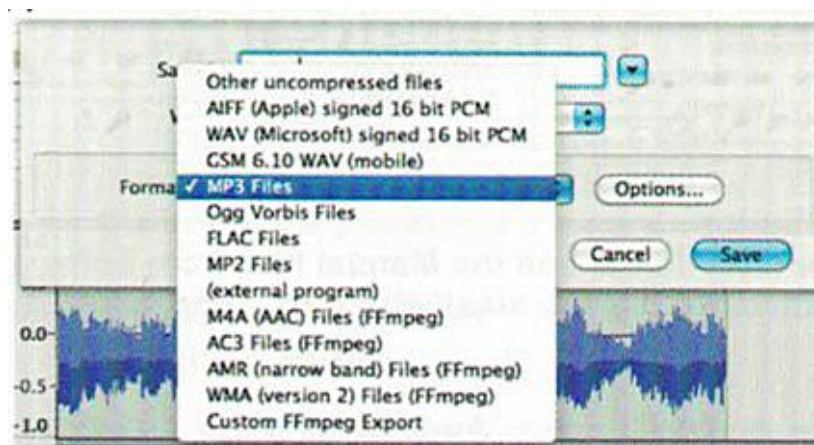 Sa
Other uncompressed files
AIFF (Apple) signed 16 bit PCM
WAV (Microsoft) signed 16 bit PCM
GSM 6.10 WAV (mobile)
Forma ✓ MP3 Files Options...
Ogg Vorbis Files
FLAC Files
MP2 Files
Cancel Save
(external program)
M4A (AAC) Files (FFmpeg)
AC3 Files (FFmpeg)
AMR (narrow band) Files (FFmpeg)
WMA (version 2) Files (FFmpeg)
Custom FFmpeg Export
0.0-
-0.5-
-1.0